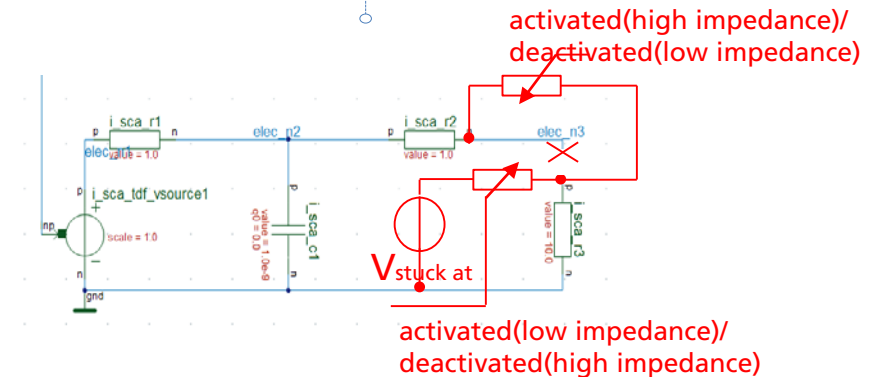 activated(high impedance)/
deactivated(low impedance)
i_sca_r1
p
n
value = 1.0
elec_n2
i_sca_r2
p
value = 1.0
elec_n3
p
i_sca_tdf_vsource1
+
np
scale = 1.0
n
gnd
p
i_sca_c1
value = 1.0e-9
q0 = 0.0
n
Vstuck at
p
i_sca_r3
value = 10.0
n
activated(low impedance)/
deactivated(high impedance)